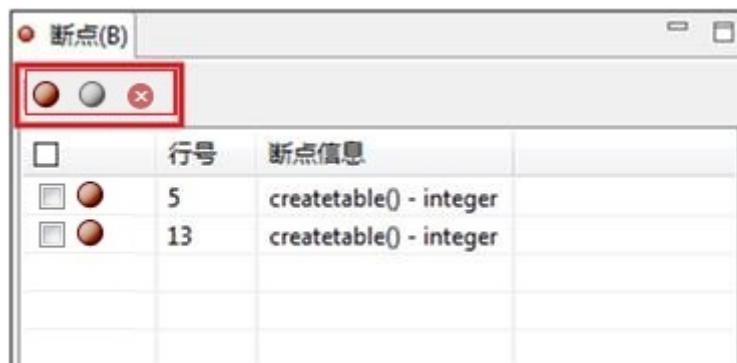 断点(B)
行号 断点信息
5 createtable() - integer
13 createtable() - integer